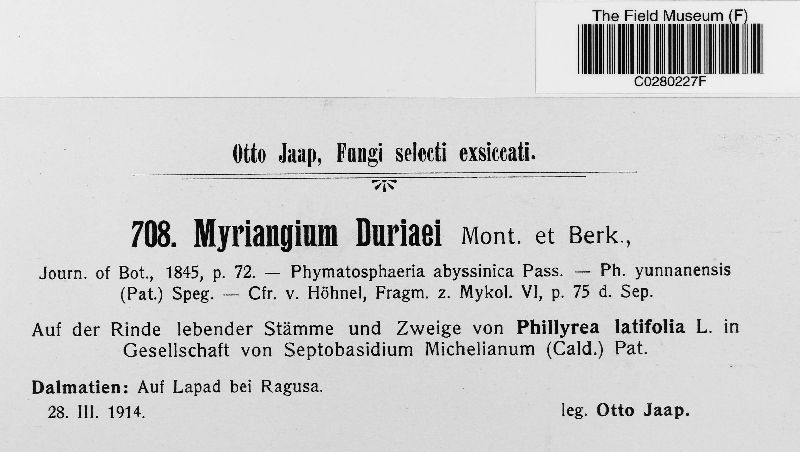 The Field Museum (F)
C0280227F
Otto Jaap, Fungi selecti exsiccati.
708. Myriangium Duriaei Mont. et Berk.,
Journ. of Bot., 1845, p. 72. — Phymatosphaeria abyssinica Pass. — Ph. yunnanensis
(Pat.) Speg. — Cfr. v. Höhnel, Fragm. z. Mykol. VI, p. 75 d. Sep.
Auf der Rinde lebender Stämme und Zweige von Phillyrea latifolia L. in
Gesellschaft von Septobasidium Michelianum (Cald.) Pat.
Dalmatien: Auf Lapad bei Ragusa.
28. III. 1914. leg. Otto Jaap.